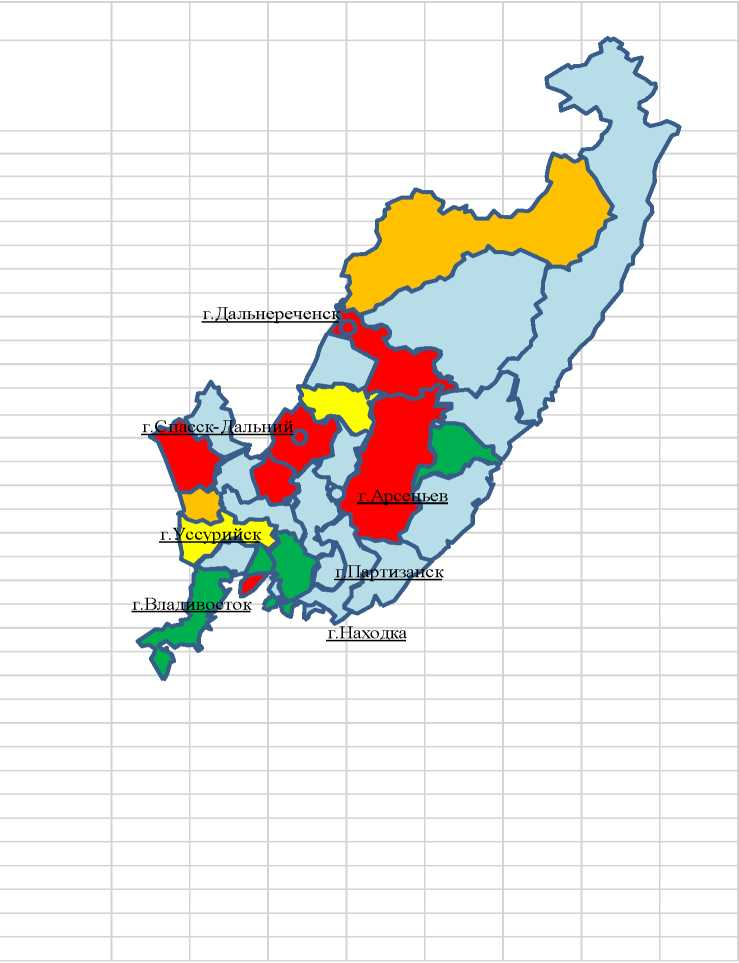 г.Дальнереченск
г.Спасск-Дальний
г.Арсеньев
г.Уссурийск
г.Партизанск
г.Владивосток
г.Находка